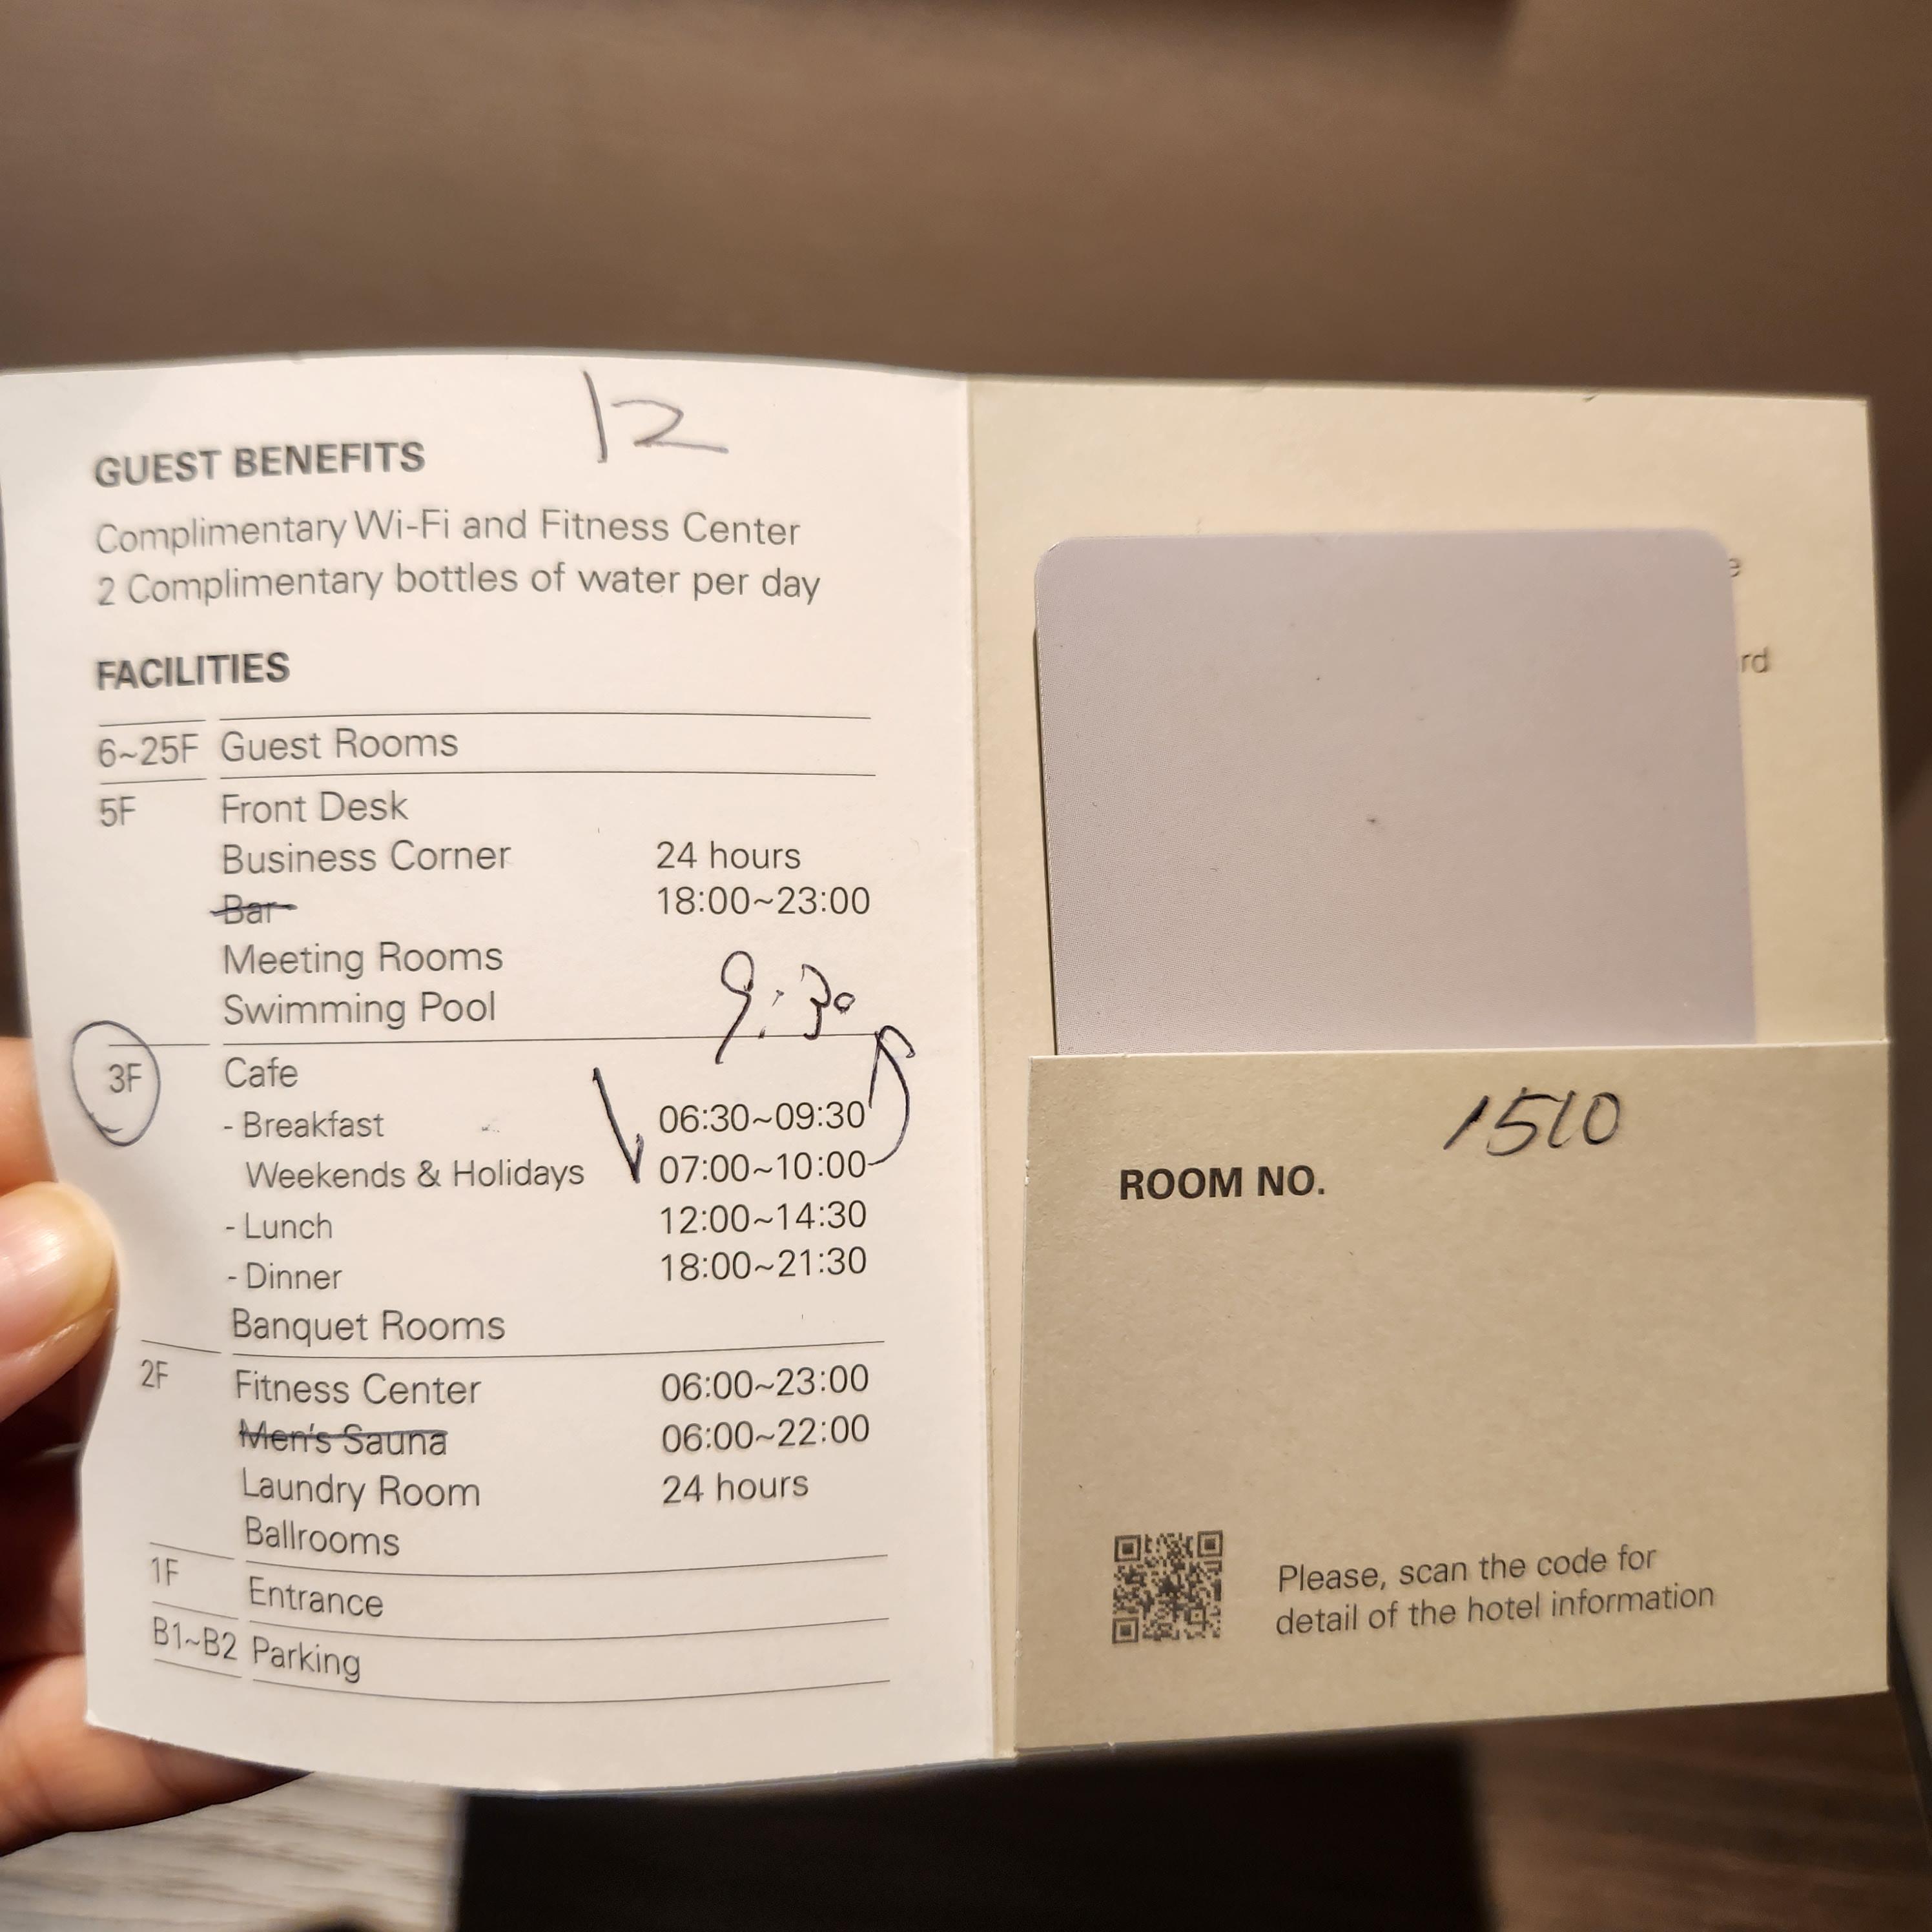 12
GUEST BENEFITS
Complimentary Wi-Fi and Fitness Center
2 Complimentary bottles of water per day
FACILITIES
6~25F Guest Rooms
5F Front Desk
Business Corner 24 hours
Bar 18:00~23:00
Meeting Rooms
Swimming Pool
9:30
3F Cafe
- Breakfast 06:30~09:30
Weekends & Holidays 07:00~10:00
- Lunch 12:00~14:30
- Dinner 18:00~21:30
Banquet Rooms
2F Fitness Center 06:00~23:00
Men's Sauna 06:00~22:00
Laundry Room 24 hours
Ballrooms
1F Entrance
B1~B2 Parking
1510
ROOM NO.
Please, scan the code for
detail of the hotel information